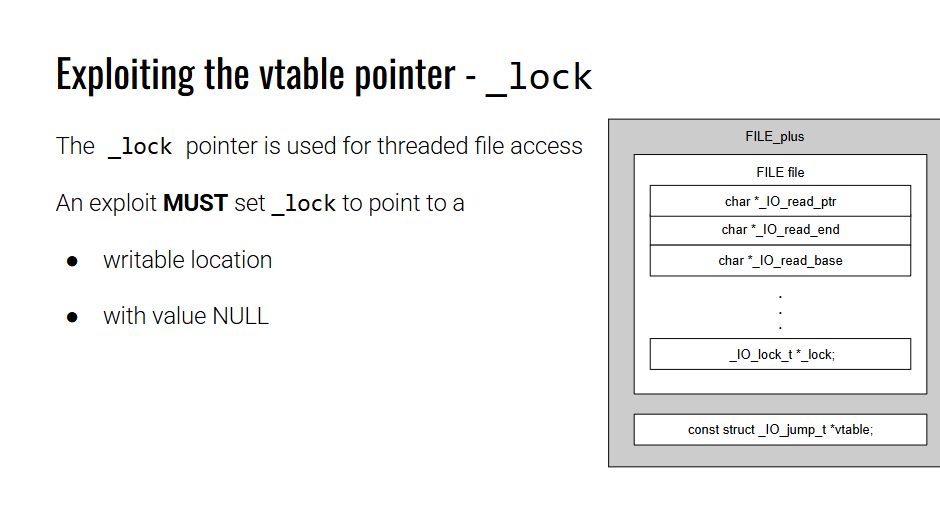 Exploiting the vtable pointer - _lock
The _lock pointer is used for threaded file access
An exploit MUST set _lock to point to a
● writable location
● with value NULL
FILE_plus
FILE file
char *_IO_read_ptr
char *_IO_read_end
char *_IO_read_base
.
.
.
_IO_lock_t *_lock;
const struct _IO_jump_t *vtable;